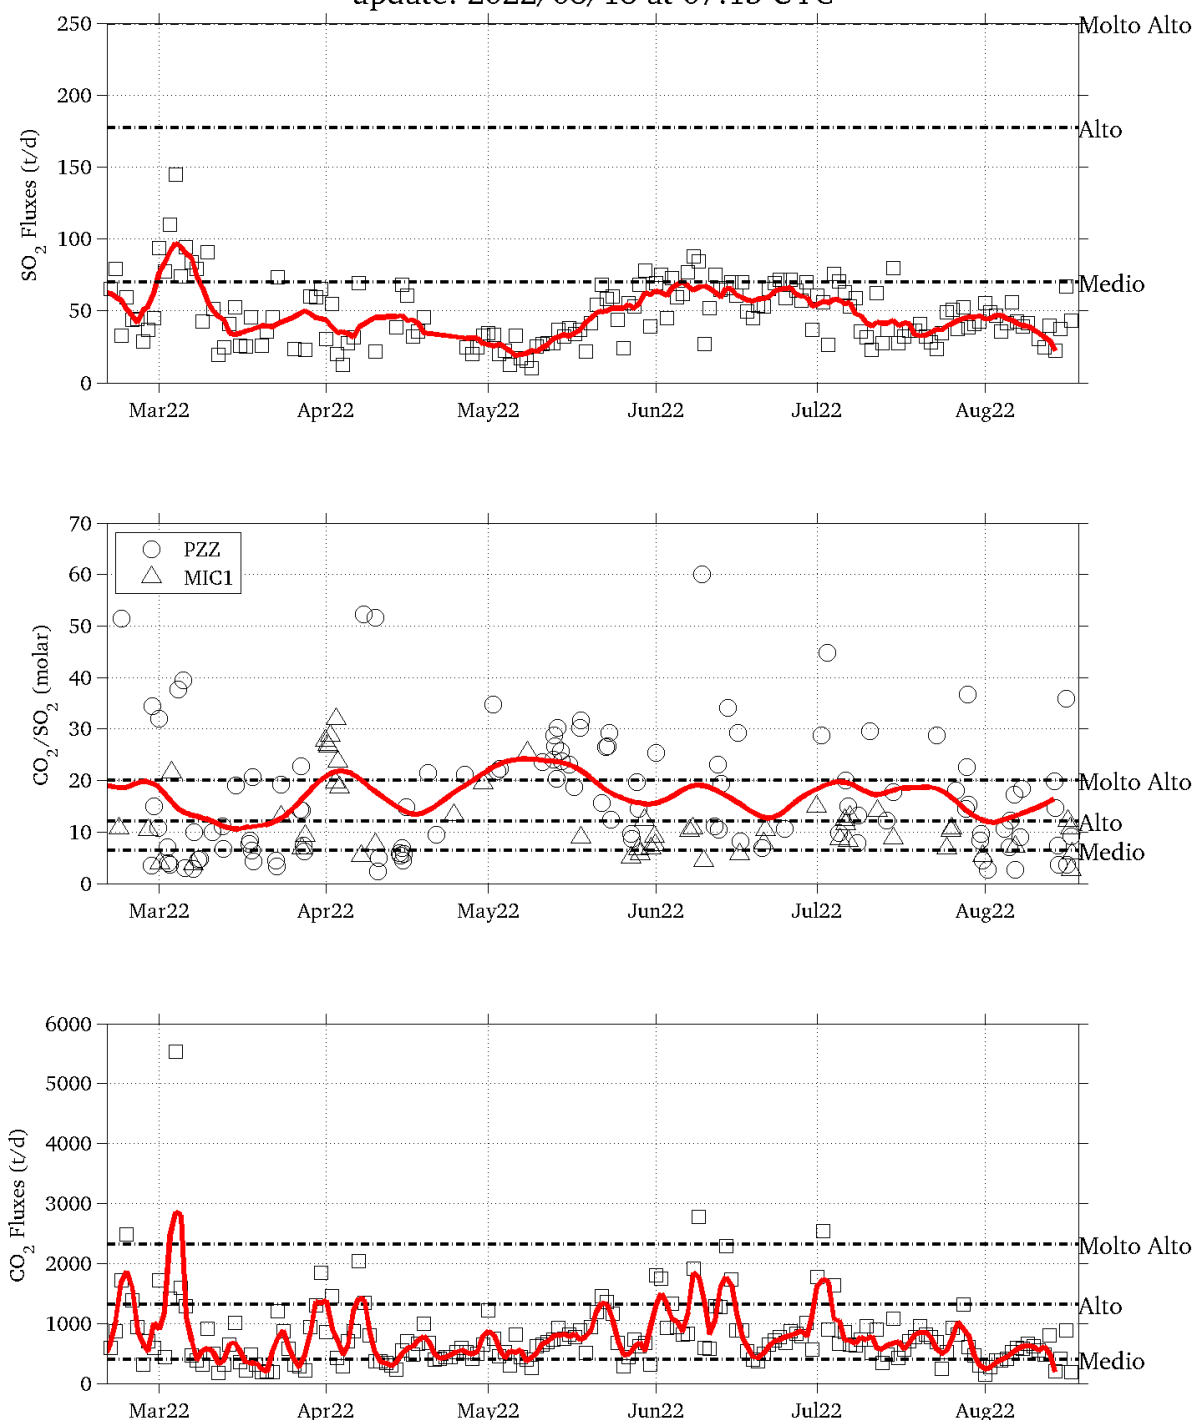 250
Molto Alto
200
Alto
150
SO2 Fluxes (t/d)
100
Medio
50
0
Mar22 Apr22 May22 Jun22 Jul22 Aug22
70
PZZ
MIC1
60
50
CO2/SO2 (molar)
40
30
20
Molto Alto
Alto
10
Medio
0
Mar22 Apr22 May22 Jun22 Jul22 Aug22
6000
5000
4000
CO2 Fluxes (t/d)
3000
Molto Alto
2000
Alto
1000
Medio
0
Mar22 Apr22 May22 Jun22 Jul22 Aug22